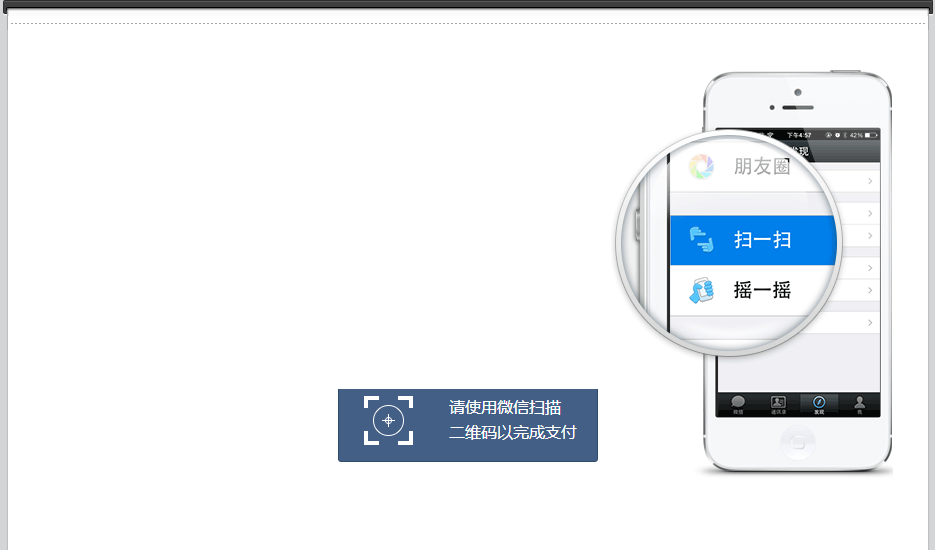 下午4:57
42%
发现
朋友圈
扫一扫
摇一摇
微信
通讯录
发现
我
请使用微信扫描
二维码以完成支付